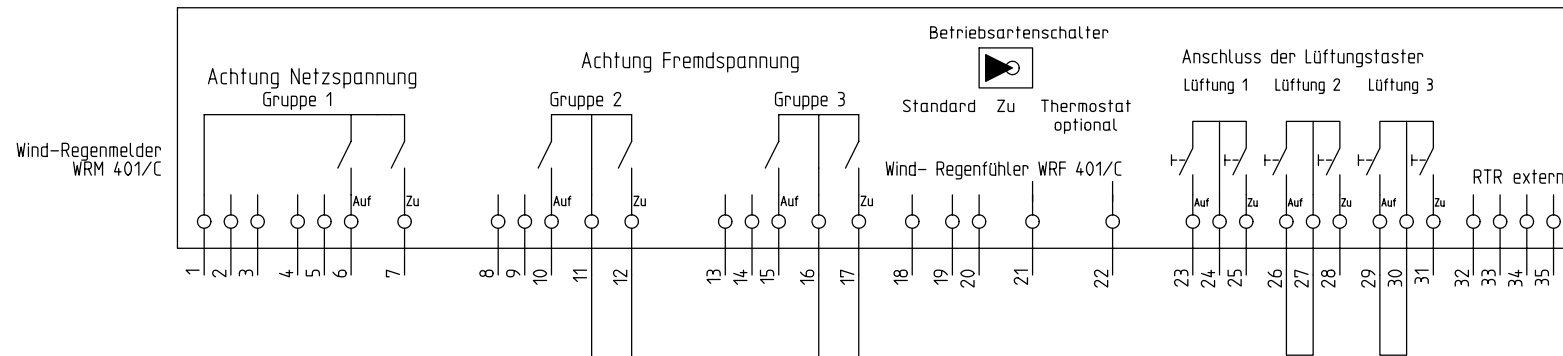 Betriebsartenschalter
Achtung Netzspannung
Gruppe 1
Achtung Fremdspannung
Gruppe 2
Gruppe 3
Standard Zu Thermostat
optional
Anschluss der Lüftungstaster
Lüftung 1 Lüftung 2 Lüftung 3
Wind-Regenmelder
WRM 401/C
Wind- Regenfühler WRF 401/C
RTR extern
Auf Zu Auf Zu Auf Zu Auf Zu Auf Zu Auf Zu
1 2 3 4 5 6 7 8 9 10 11 12 13 14 15 16 17 18 19 20 21 22 23 24 25 26 27 28 29 30 31 32 33 34 35